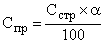 Спр = Сстр × α / 100